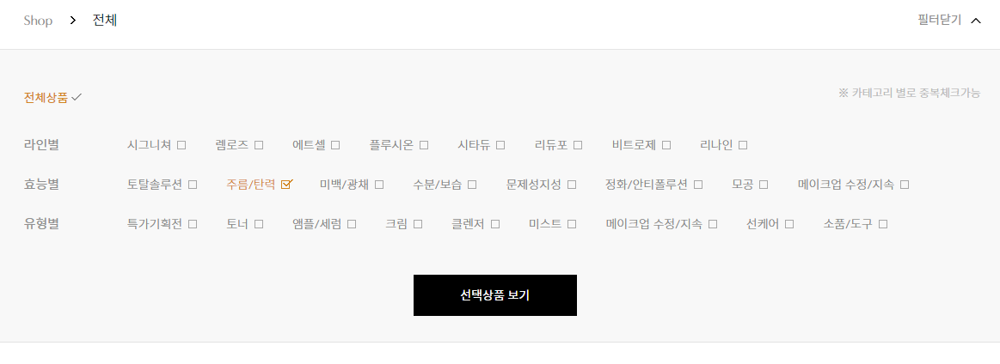 Shop > 전체 필터닫기
전체상품 ※ 카테고리 별로 중복체크가능
라인별 시그니쳐 렘로즈 에트셀 플루시온 시타듀 리듀포 비트로제 리나인
효능별 토탈솔루션 주름/탄력 미백/광채 수분/보습 문제성지성 정화/안티폴루션 모공 메이크업 수정/지속
유형별 특가기획전 토너 앰플/세럼 크림 클렌저 미스트 메이크업 수정/지속 선케어 소품/도구
선택상품 보기